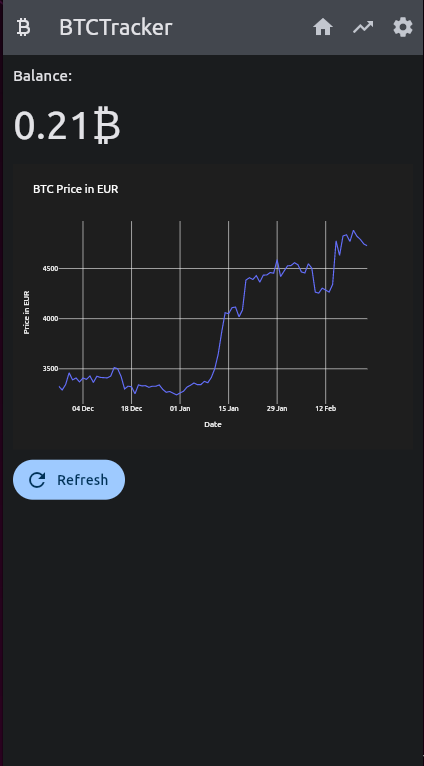 ₿ BTCTracker
Balance:
0.21₿
BTC Price in EUR
4500
4000
3500
Price in EUR
04 Dec 18 Dec 01 Jan 15 Jan 29 Jan 12 Feb
Date
Refresh